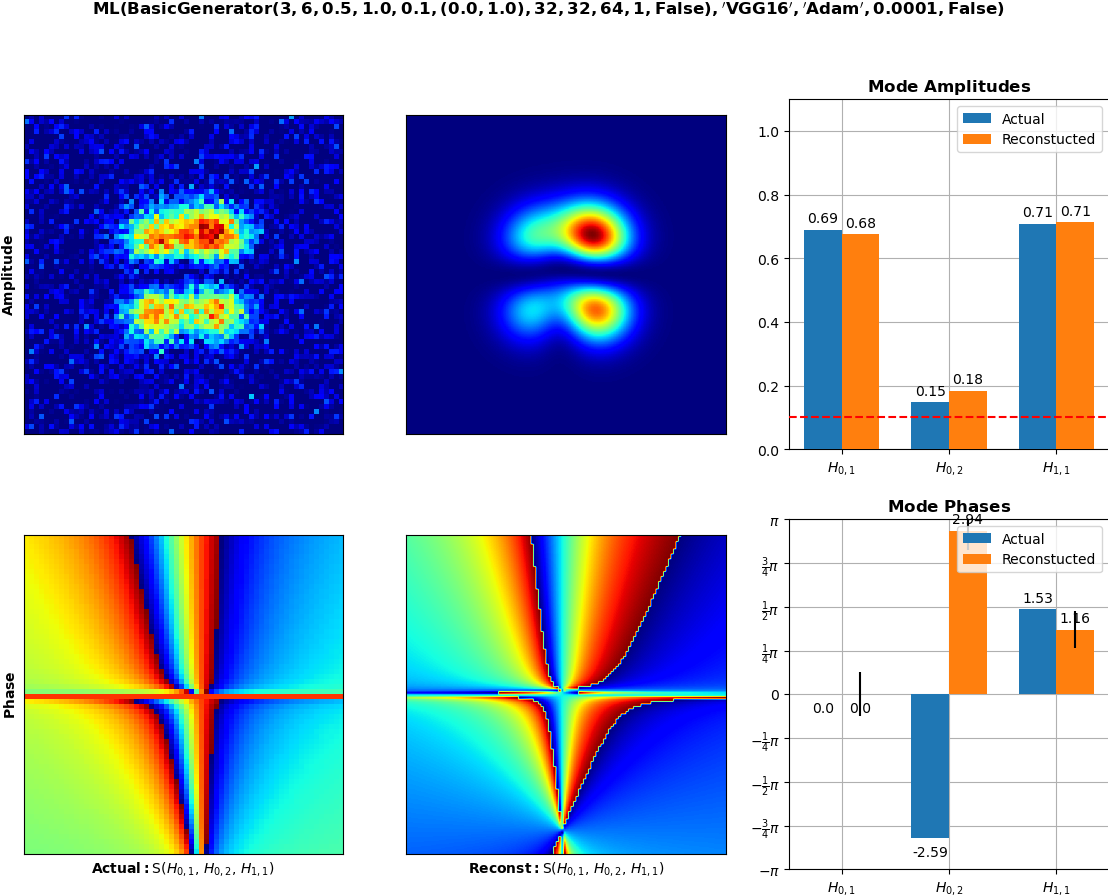 ML(BasicGenerator(3, 6, 0.5, 1.0, 0.1, (0.0, 1.0), 32, 32, 64, 1, False), ′VGG16′, ′Adam′, 0.0001, False)
Mode Amplitudes
Amplitude
1.0
0.8
0.6
0.4
0.2
0.0
Actual
Reconstucted
0.69
0.68
0.15
0.18
0.71
0.71
H0,1
H0,2
H1,1
Mode Phases
Phase
π
3/4π
1/2π
1/4π
0
−1/4π
−1/2π
−3/4π
−π
Actual
Reconstucted
0.0
0.0
-2.59
2.94
1.53
1.16
H0,1
H0,2
H1,1
Actual: S(H0,1, H0,2, H1,1)
Reconst: S(H0,1, H0,2, H1,1)